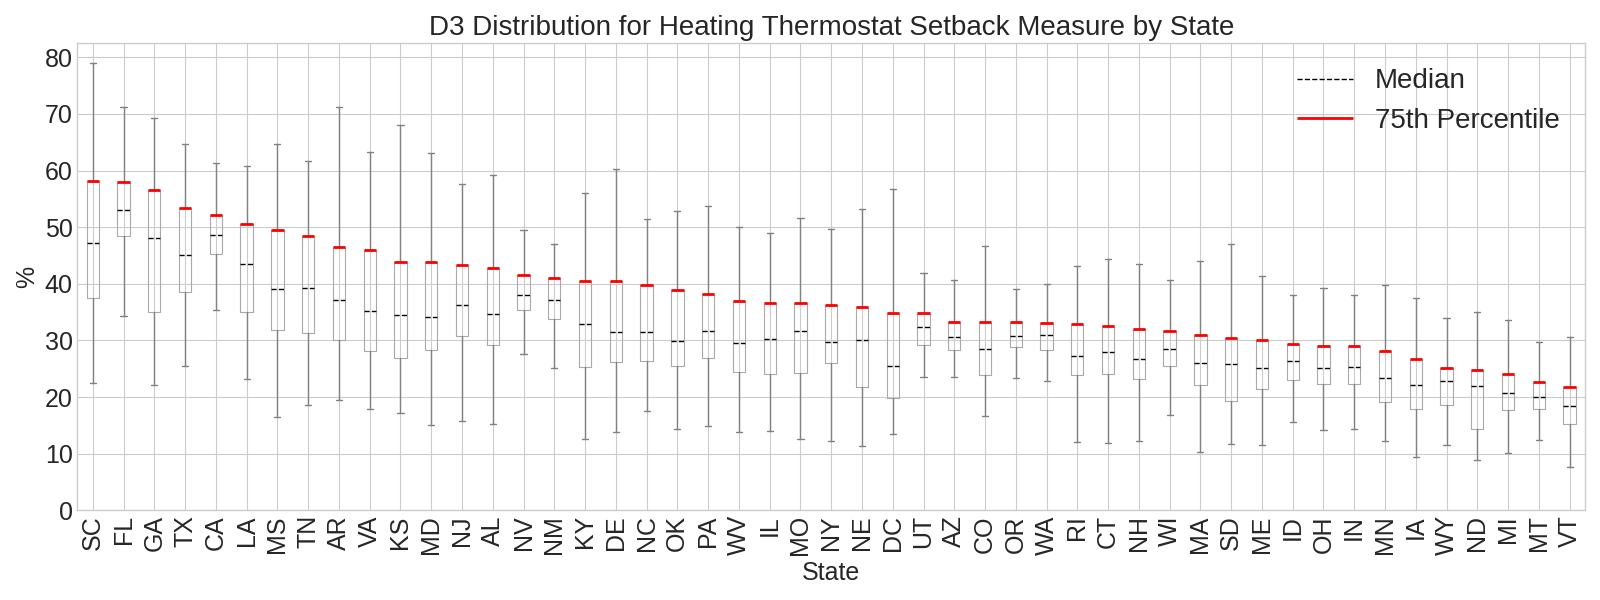 D3 Distribution for Heating Thermostat Setback Measure by State
80
70
60
50
40
30
20
10
0
%
Median
75th Percentile
SC FL GA TX CA LA MS TN AR VA KS MD NJ AL NV NM KY DE NC OK PA WV IL MO NY NE DC UT AZ CO OR WA RI CT NH WI MA SD ME ID OH IN MN IA WY ND MI MT VT
State